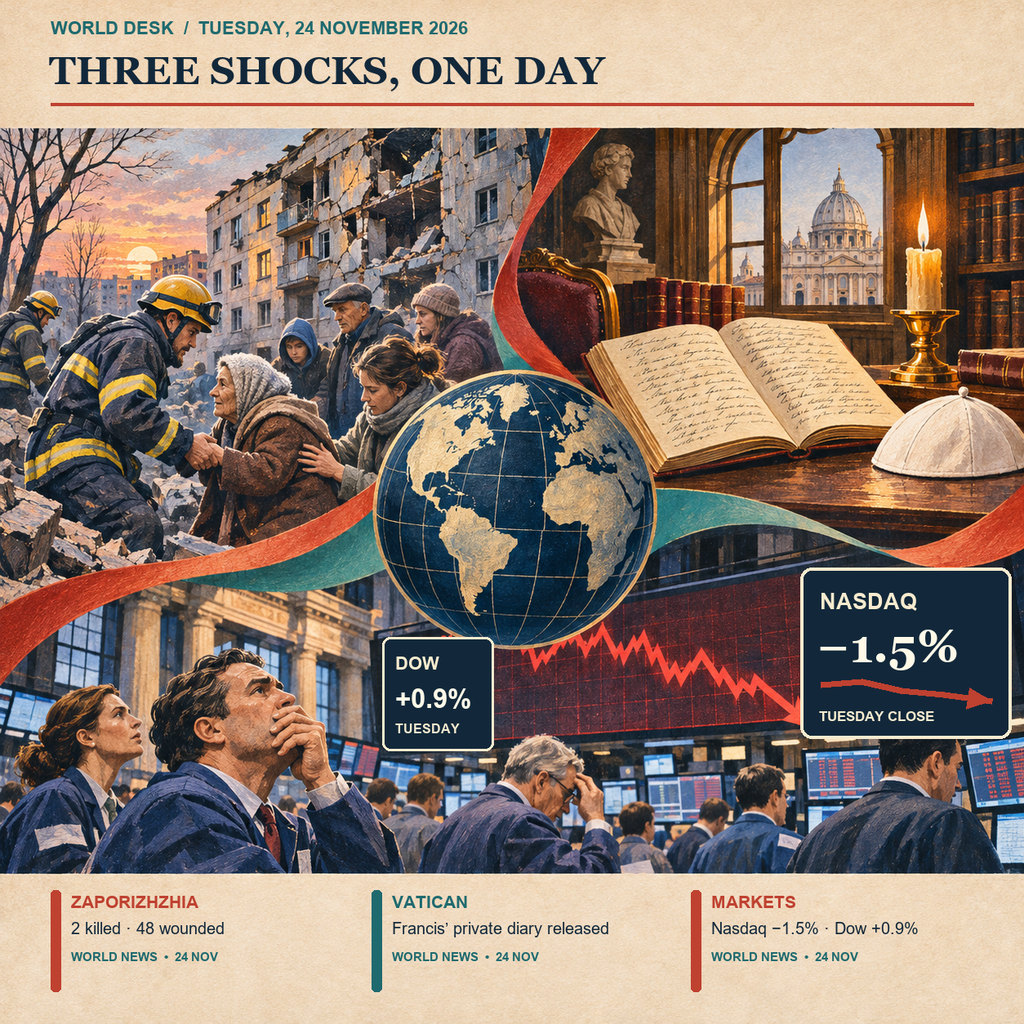 WORLD DESK / TUESDAY, 24 NOVEMBER 2026
THREE SHOCKS, ONE DAY
NASDAQ
−1.5%
TUESDAY CLOSE
DOW
+0.9%
TUESDAY
ZAPORIZHZHIA
2 killed · 48 wounded
WORLD NEWS • 24 NOV
VATICAN
Francis’ private diary released
WORLD NEWS • 24 NOV
MARKETS
Nasdaq −1.5% · Dow +0.9%
WORLD NEWS • 24 NOV